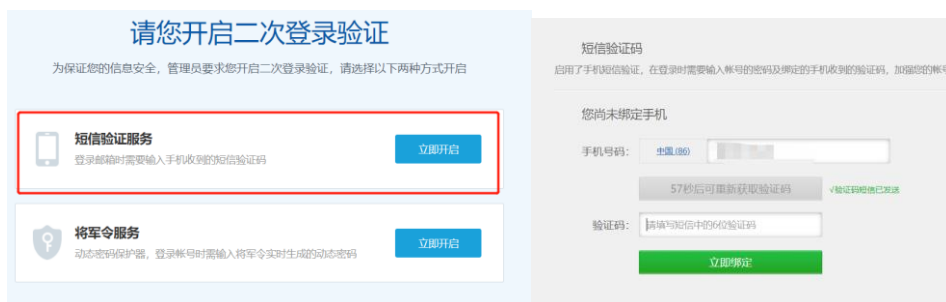 请您开启二次登录验证
为保证您的信息安全，管理员要求您开启二次登录验证，请选择以下两种方式开启
短信验证服务
登录邮箱时需要输入手机收到的短信验证码
立即开启
将军令服务
动态密码保护器，登录帐号时需输入将军令实时生成的动态密码
立即开启
短信验证码
启用了手机短信验证，在登录时需要输入帐号的密码及绑定的手机收到的验证码，加强您的帐号
您尚未绑定手机
手机号码： 中国 (86)
57秒后可重新获取验证码 √验证码短信已发送
验证码： 请填写短信中的6位验证码
立即绑定